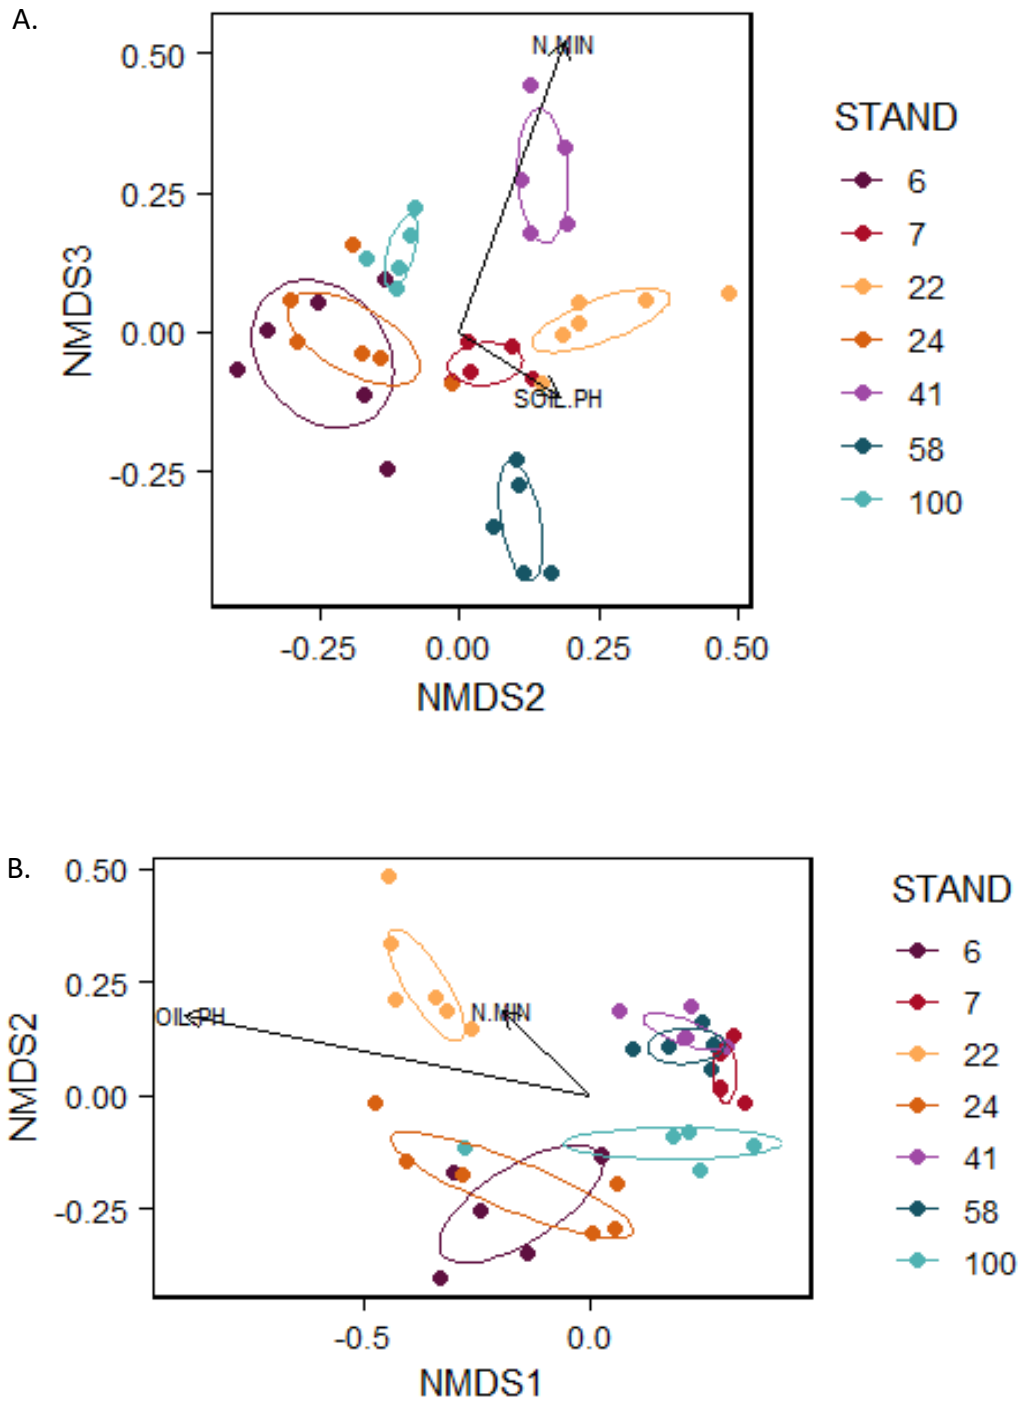 A.
N.MIN
0.50
0.25
0.00
-0.25
NMDS3
SOIL.PH
-0.25 0.00 0.25 0.50
NMDS2
STAND
6
7
22
24
41
58
100
B.
0.50
0.25
0.00
-0.25
NMDS2
OIL.PH
N.MIN
-0.5 0.0
NMDS1
STAND
6
7
22
24
41
58
100